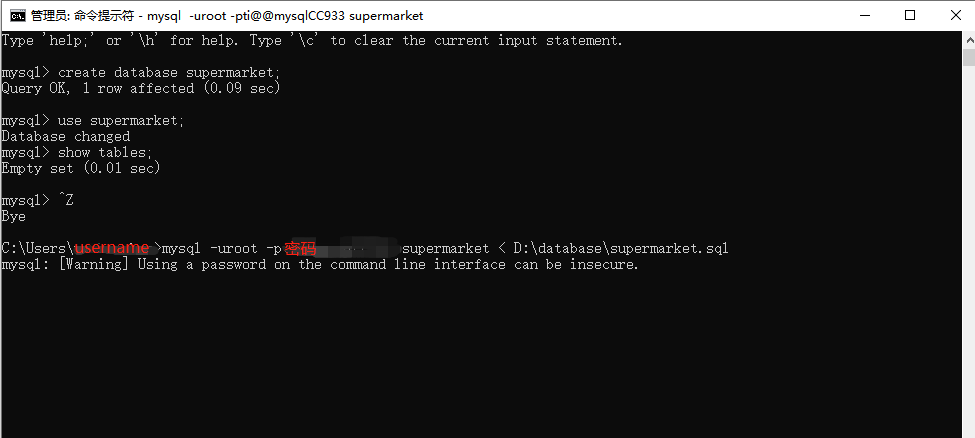 管理员: 命令提示符 - mysql -uroot -pti@@mysqlCC933 supermarket
Type 'help;' or '\h' for help. Type '\c' to clear the current input statement.
mysql> create database supermarket;
Query OK, 1 row affected (0.09 sec)
mysql> use supermarket;
Database changed
mysql> show tables;
Empty set (0.01 sec)
mysql> ^Z
Bye
C:\Users\username>mysql -uroot -p密码 supermarket < D:\database\supermarket.sql
mysql: [Warning] Using a password on the command line interface can be insecure.